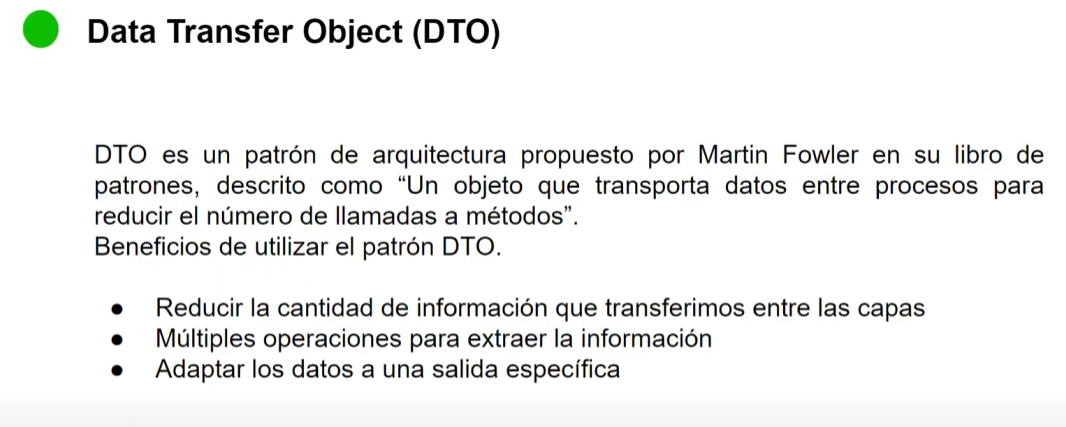 Data Transfer Object (DTO)
DTO es un patrón de arquitectura propuesto por Martin Fowler en su libro de
patrones, descrito como “Un objeto que transporta datos entre procesos para
reducir el número de llamadas a métodos”.
Beneficios de utilizar el patrón DTO.
● Reducir la cantidad de información que transferimos entre las capas
● Múltiples operaciones para extraer la información
● Adaptar los datos a una salida específica